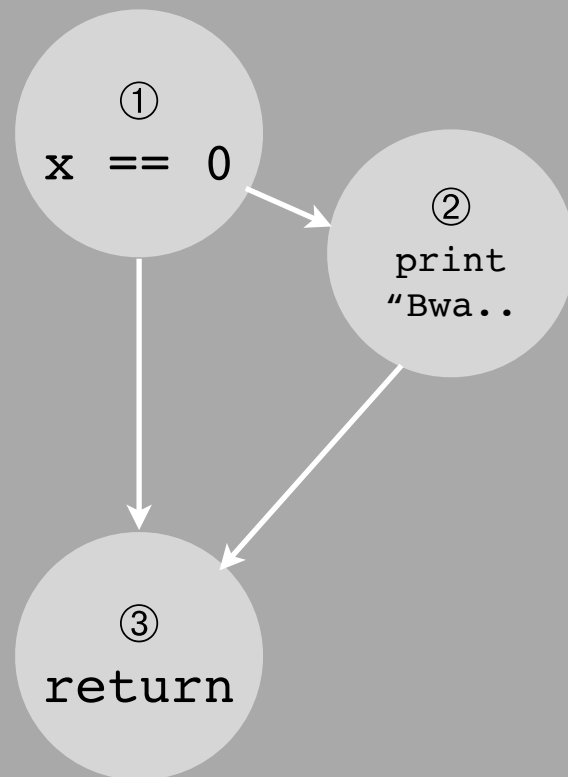 ①
x == 0
②
print
“Bwa..
③
return